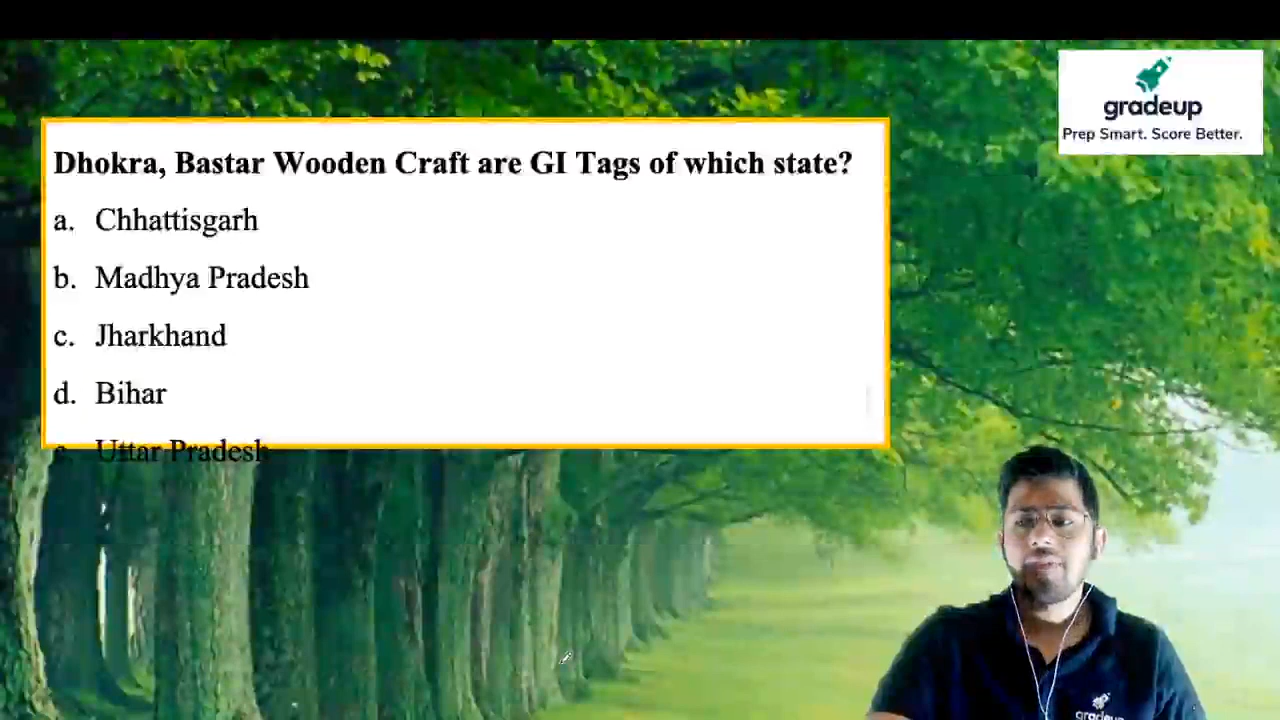 gradeup
Prep Smart. Score Better.
Dhokra, Bastar Wooden Craft are GI Tags of which state?
a. Chhattisgarh
b. Madhya Pradesh
c. Jharkhand
d. Bihar
e. Uttar Pradesh
gradeup